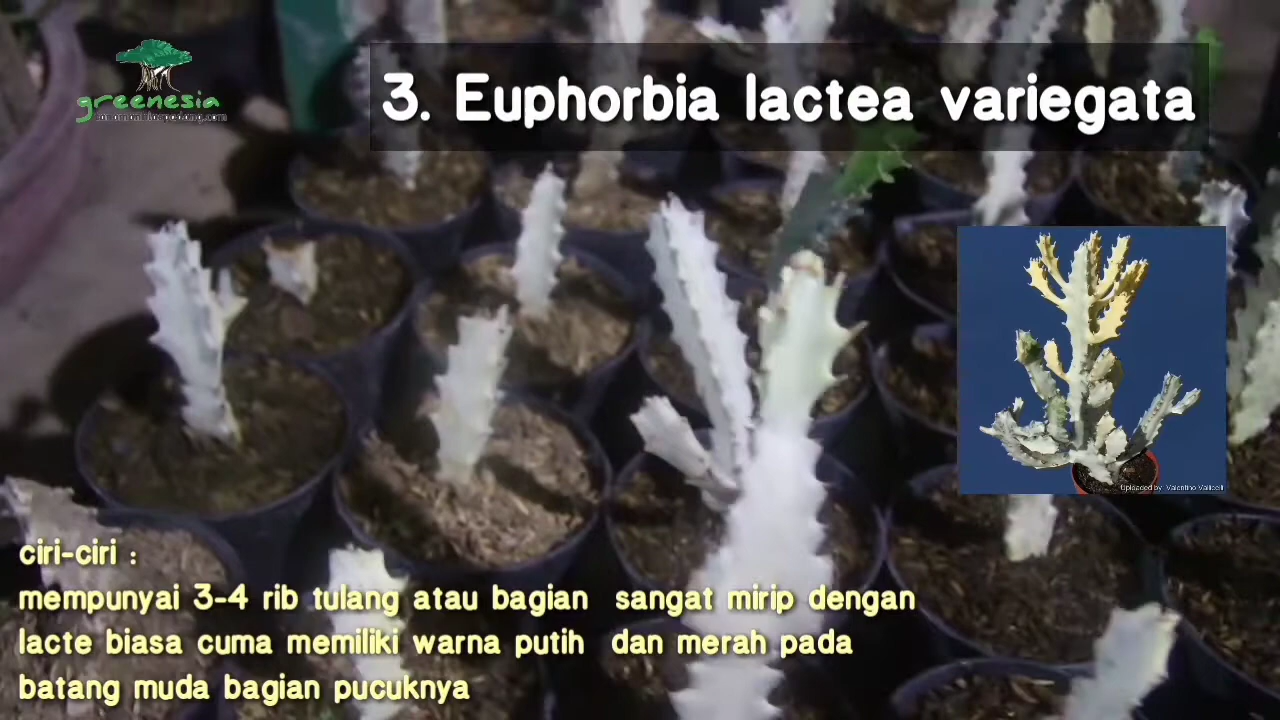 greenesia
3. Euphorbia lactea variegata
Uploaded by Valentino Vallicelli
ciri-ciri :
mempunyai 3-4 rib tulang atau bagian sangat mirip dengan
lacte biasa cuma memiliki warna putih dan merah pada
batang muda bagian pucuknya